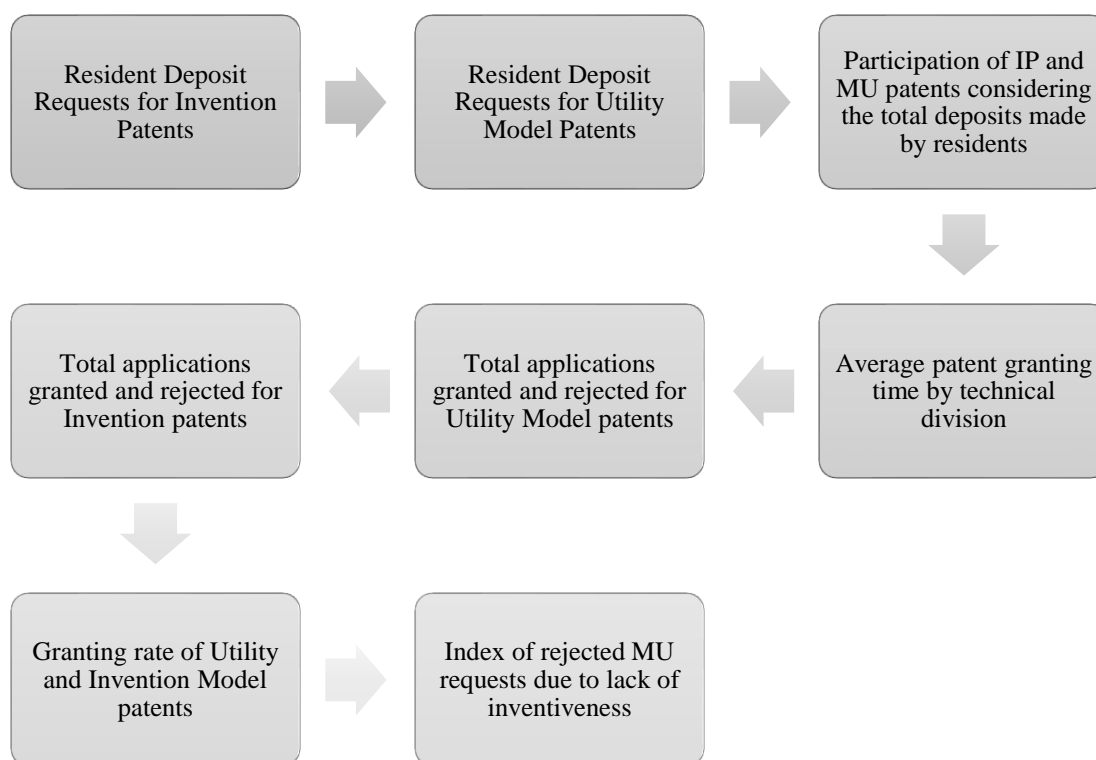 Resident Deposit
Requests for Invention
Patents
Resident Deposit
Requests for Utility
Model Patents
Participation of IP and
MU patents considering
the total deposits made
by residents
Average patent granting
time by technical
division
Total applications
granted and rejected for
Utility Model patents
Total applications
granted and rejected for
Invention patents
Granting rate of Utility
and Invention Model
patents
Index of rejected MU
requests due to lack of
inventiveness